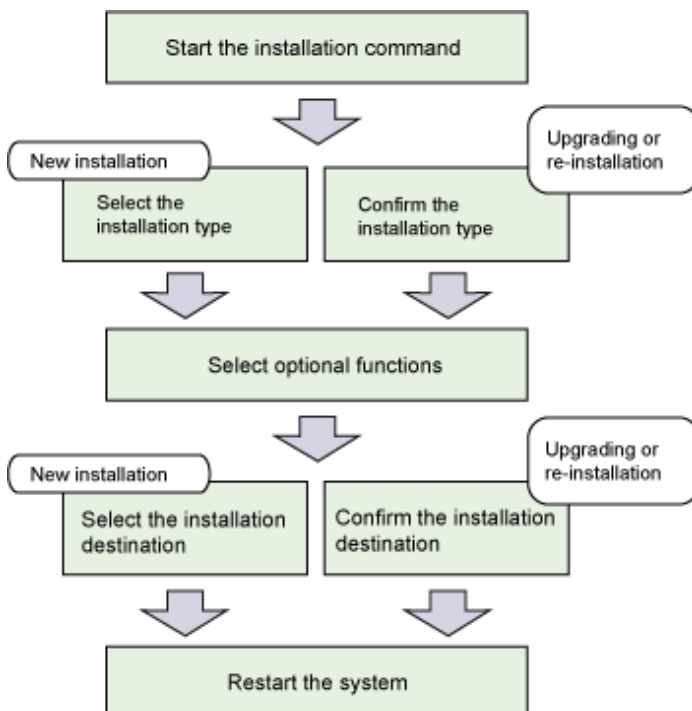 Start the installation command
New installation
Select the
installation type
Upgrading or
re-installation
Confirm the
installation type
Select optional functions
New installation
Select the installation
destination
Upgrading or
re-installation
Confirm the installation
destination
Restart the system